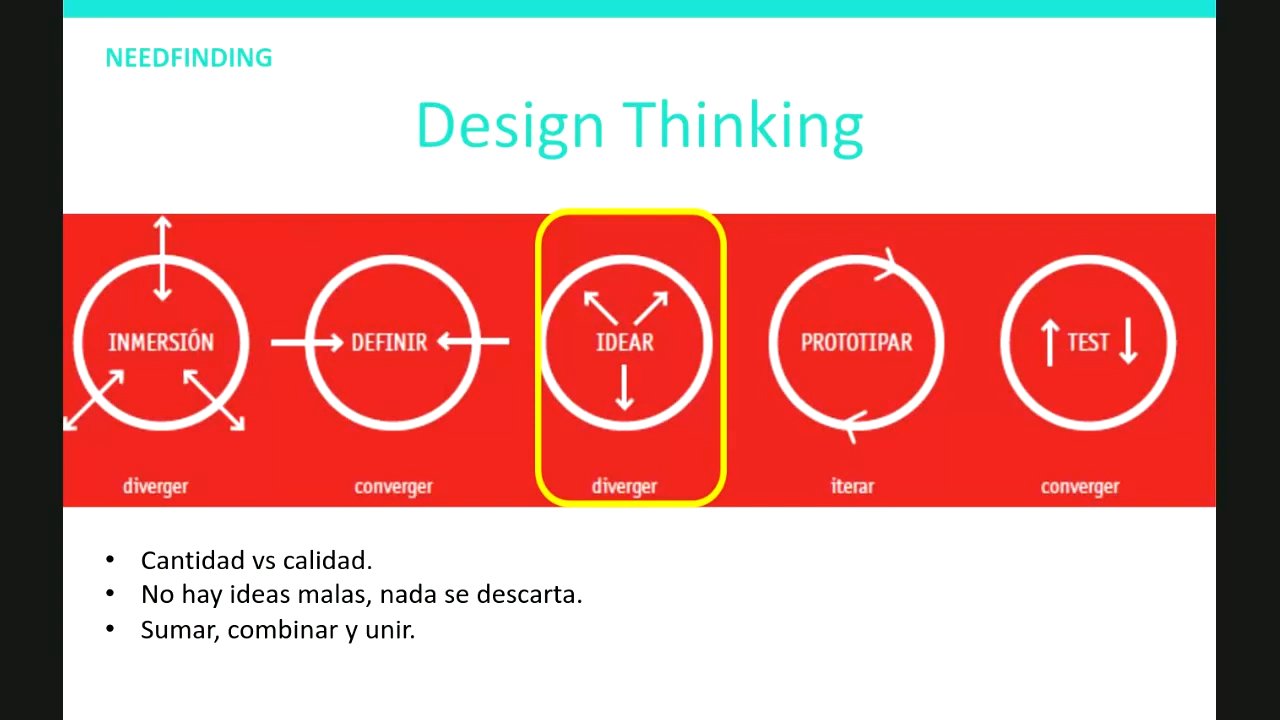 NEEDFINDING
Design Thinking
INMERSIÓN
DEFINIR
IDEAR
PROTOTIPAR
TEST
diverger
converger
diverger
iterar
converger
• Cantidad vs calidad.
• No hay ideas malas, nada se descarta.
• Sumar, combinar y unir.